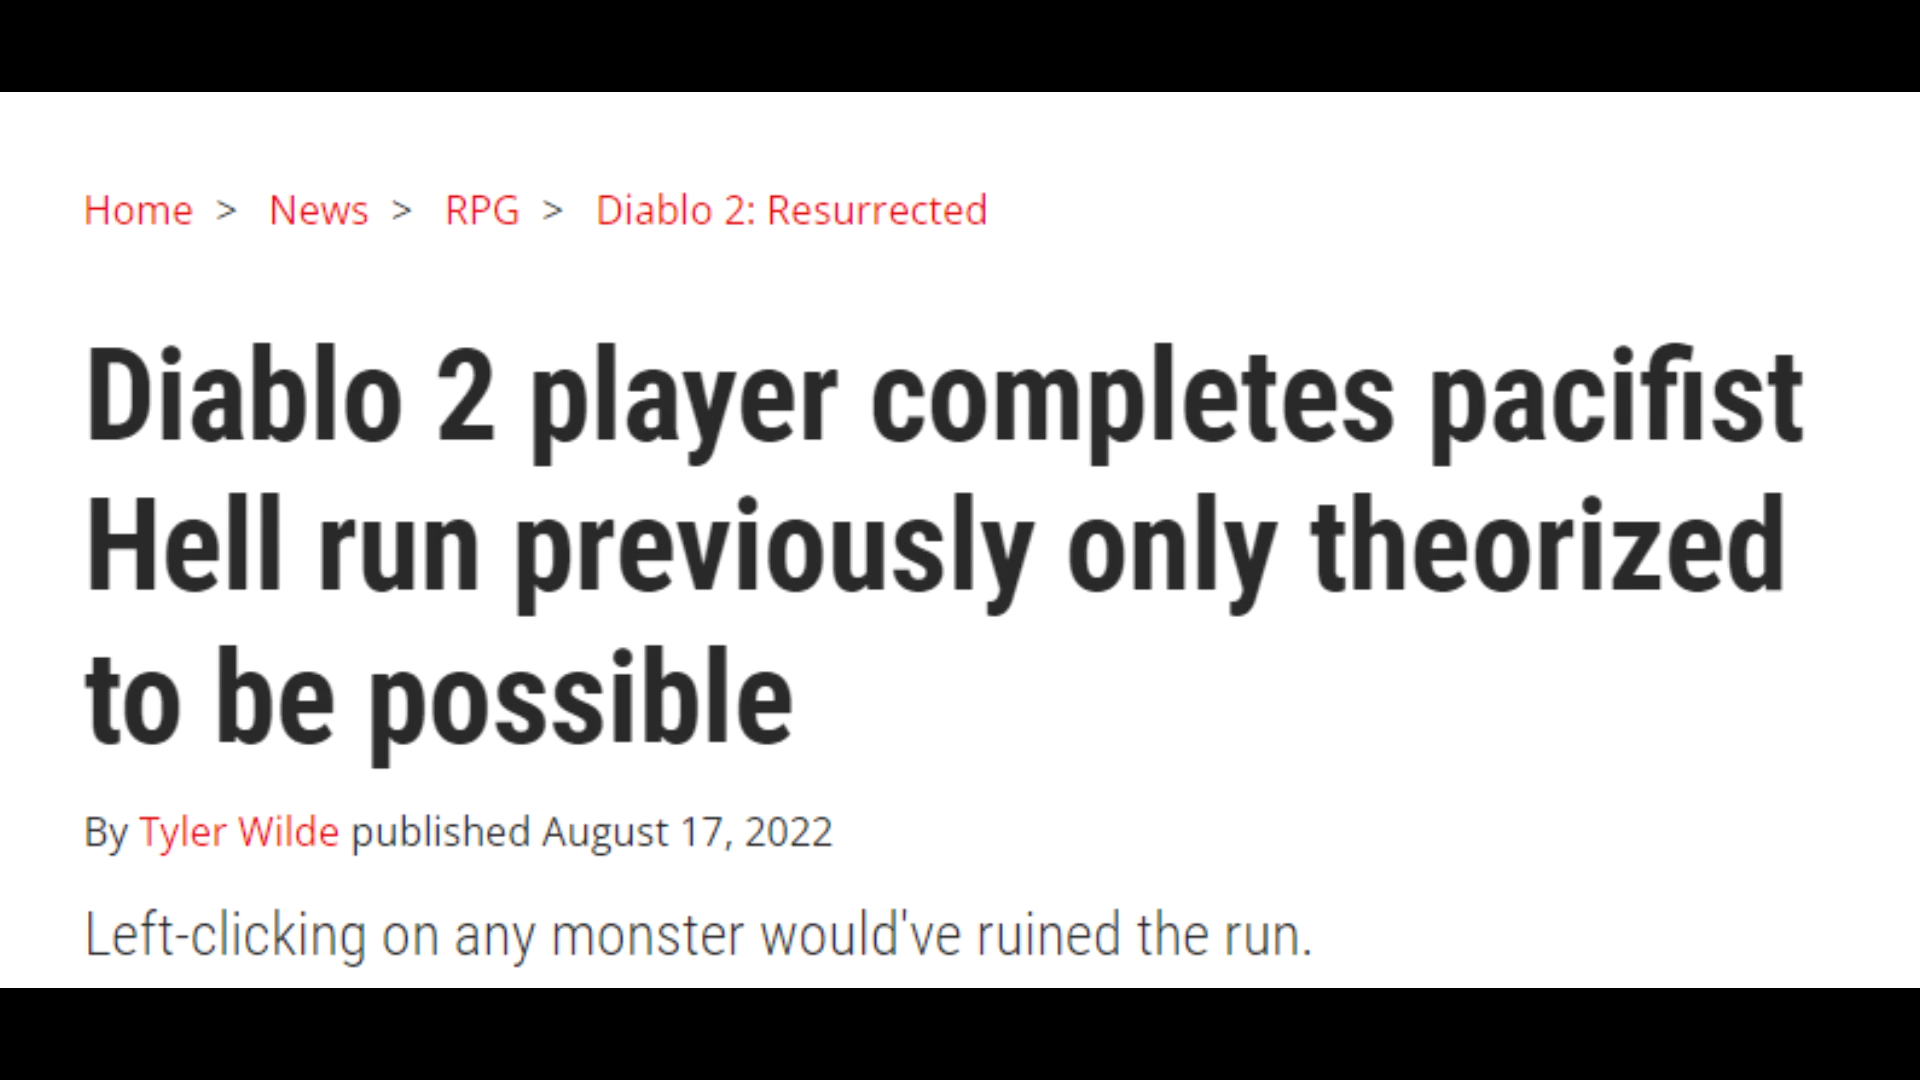 Home > News > RPG > Diablo 2: Resurrected
Diablo 2 player completes pacifist
Hell run previously only theorized
to be possible
By Tyler Wilde published August 17, 2022
Left-clicking on any monster would've ruined the run.